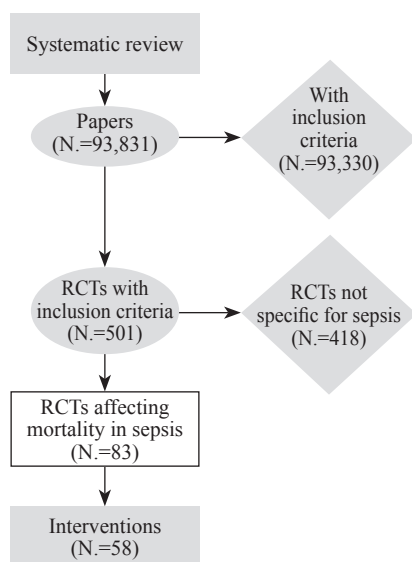 Systematic review
Papers
(N.=93,831)
With
inclusion
criteria
(N.=93,330)
RCTs with
inclusion criteria
(N.=501)
RCTs not
specific for sepsis
(N.=418)
RCTs affecting
mortality in sepsis
(N.=83)
Interventions
(N.=58)